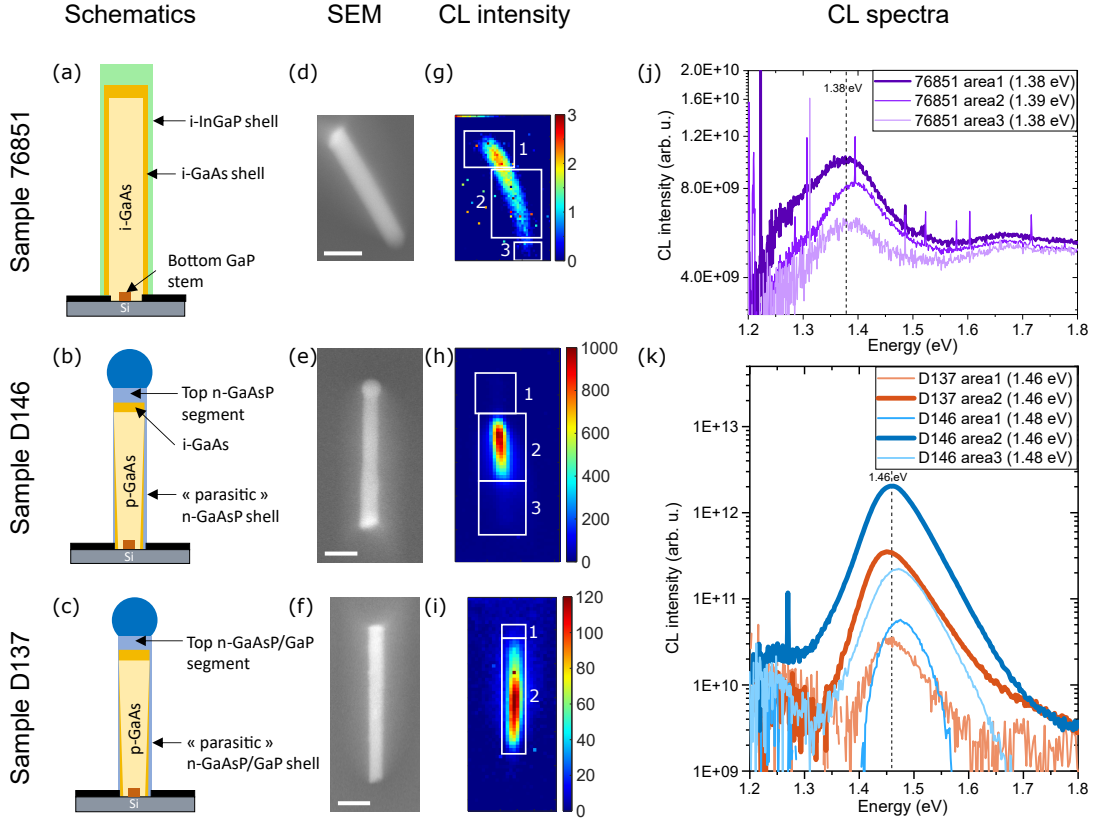 Schematics
SEM
CL intensity
CL spectra
Sample 76851
(a)
i-InGaP shell
i-GaAs shell
i-GaAs
Bottom GaP
stem
Si
(d)
(g)
1
2
3
3
2
1
0
(j)
2.0E+10
1.6E+10
1.2E+10
8.0E+09
4.0E+09
CL intensity (arb. u.)
1.38 eV
76851 area1 (1.38 eV)
76851 area2 (1.39 eV)
76851 area3 (1.38 eV)
1.2 1.3 1.4 1.5 1.6 1.7 1.8
Energy (eV)
Sample D146
(b)
Top n-GaAsP
segment
i-GaAs
p-GaAs
« parasitic »
n-GaAsP shell
Si
(e)
(h)
1
2
3
1000
800
600
400
200
0
(k)
1E+13
1E+12
1E+11
1E+10
1E+09
CL intensity (arb. u.)
D137 area1 (1.46 eV)
D137 area2 (1.46 eV)
D146 area1 (1.48 eV)
D146 area2 (1.46 eV)
D146 area3 (1.48 eV)
1.46 eV
1.2 1.3 1.4 1.5 1.6 1.7 1.8
Energy (eV)
Sample D137
(c)
Top n-GaAsP/GaP
segment
p-GaAs
« parasitic »
n-GaAsP/GaP shell
Si
(f)
(i)
1
2
120
100
80
60
40
20
0